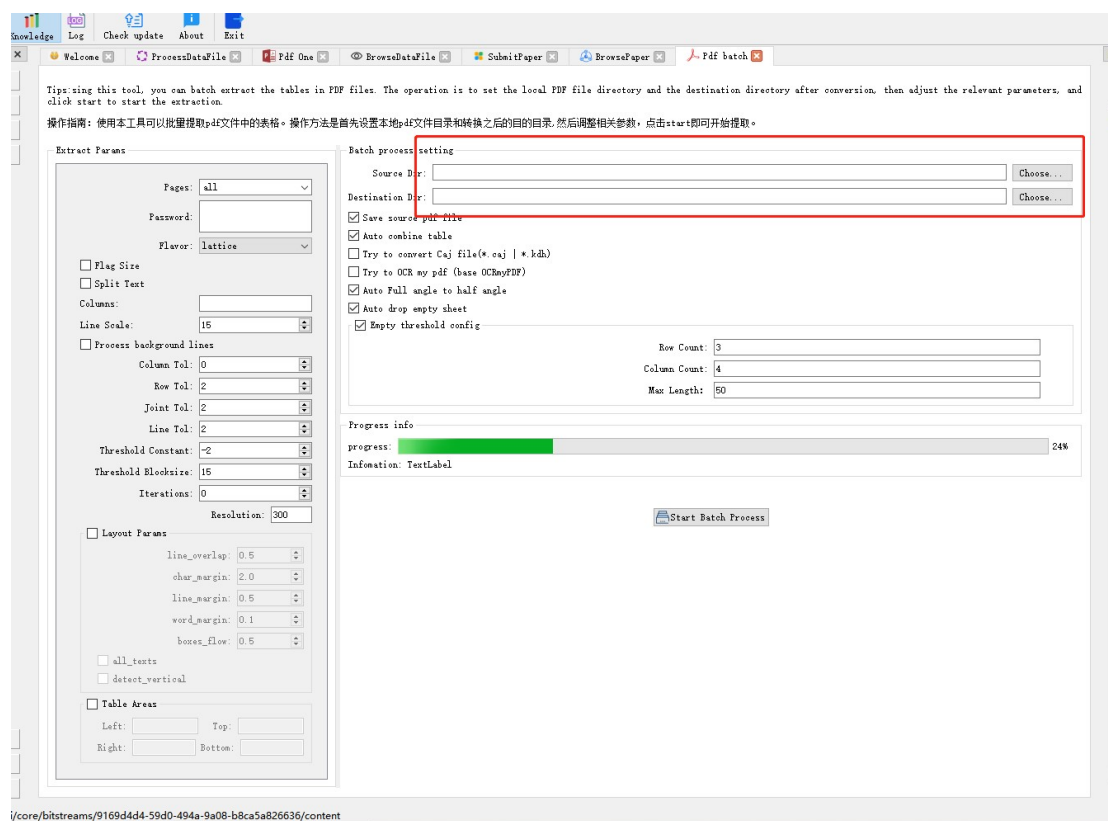 Knowledge Log Check update About Exit
Welcome ProcessDataFile Pdf One BrowseDataFile SubmitPaper BrowsePaper Pdf batch
Tips:sing this tool, you can batch extract the tables in PDF files. The operation is to set the local PDF file directory and the destination directory after conversion, then adjust the relevant parameters, and
click start to start the extraction.
操作指南：使用本工具可以批量提取pdf文件中的表格。操作方法是首先设置本地pdf文件目录和转换之后的目的目录,然后调整相关参数，点击start即可开始提取。
Extract Params
Pages: all
Password:
Flavor: lattice
Flag Size
Split Text
Columns:
Line Scale: 15
Process background lines
Column Tol: 0
Row Tol: 2
Joint Tol: 2
Line Tol: 2
Threshold Constant: -2
Threshold Blocksize: 15
Iterations: 0
Resolution: 300
Layout Params
line_overlap: 0.5
char_margin: 2.0
line_margin: 0.5
word_margin: 0.1
boxes_flow: 0.5
all_texts
detect_vertical
Table Areas
Left: Top:
Right: Bottom:
Batch process setting
Source Dir: Choose...
Destination Dir: Choose...
Save source pdf file
Auto combine table
Try to convert Caj file(*.caj | *.kdh)
Try to OCR my pdf (base OCRmyPDF)
Auto Full angle to half angle
Auto drop empty sheet
Empty threshold config
Row Count: 3
Column Count: 4
Max Length: 50
Progress info
progress: 24%
Infomation: TextLabel
Start Batch Process
i/core/bitstreams/9169d4d4-59d0-494a-9a08-b8ca5a826636/content